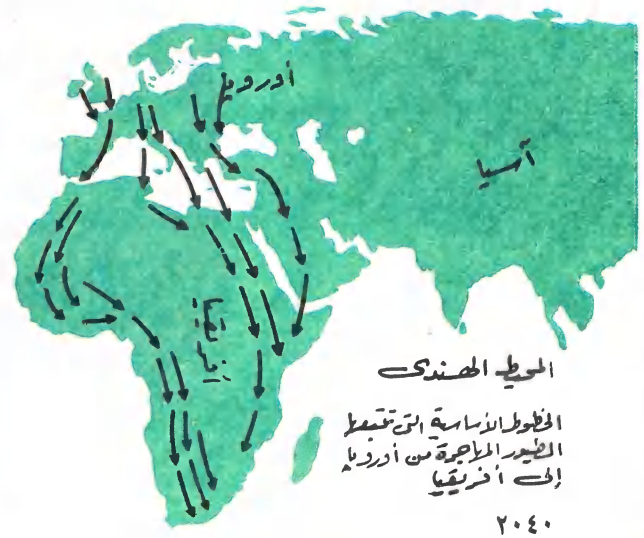 أوروبا
آسيا
أفريقيا
المحيط الهندى
الخطوط الأساسية التى تتبعها
الطيور المهاجرة من أوروبا
إلى أفريقيا
٢٠٤٠